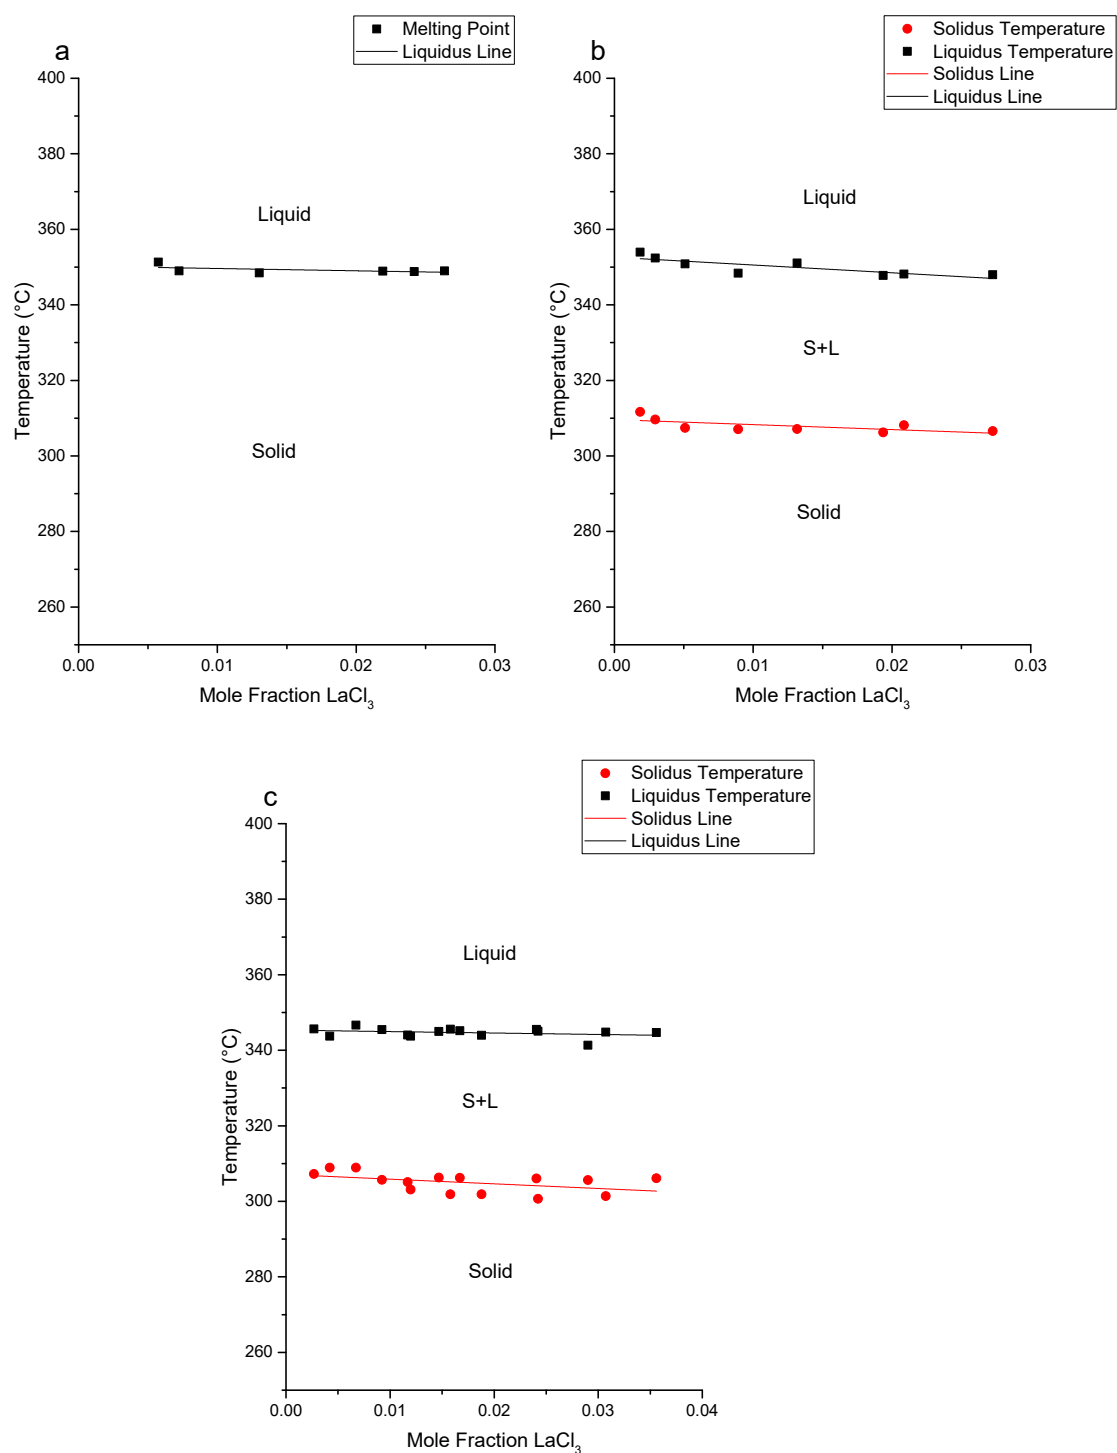 a
Melting Point
Liquidus Line
400
380
360
340
320
300
280
260
Temperature (°C)
Liquid
Solid
0.00
0.01
0.02
0.03
Mole Fraction LaCl₃
b
Solidus Temperature
Liquidus Temperature
Solidus Line
Liquidus Line
400
380
360
340
320
300
280
260
Temperature (°C)
Liquid
S+L
Solid
0.00
0.01
0.02
0.03
Mole Fraction LaCl₃
c
Solidus Temperature
Liquidus Temperature
Solidus Line
Liquidus Line
400
380
360
340
320
300
280
260
Temperature (°C)
Liquid
S+L
Solid
0.00
0.01
0.02
0.03
0.04
Mole Fraction LaCl₃